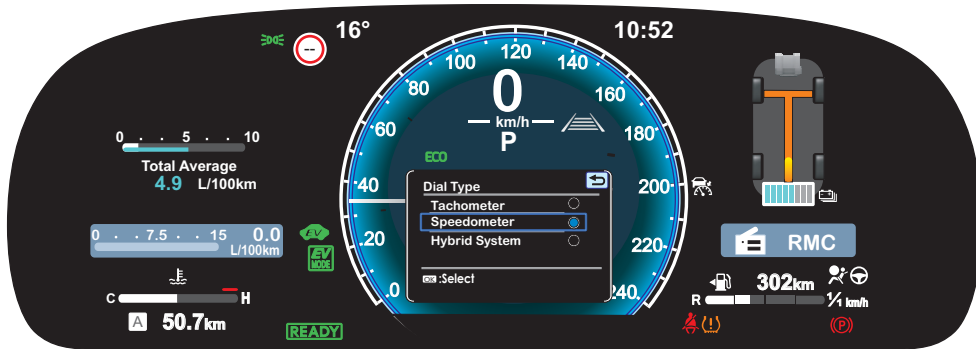 16°
10:52
--
0 . . 5 . . 10
Total Average
4.9 L/100km
0 . . 7.5 . . 15 0.0
L/100km
EV
EV
MODE
C H
A 50.7km
READY
0
20
40
60
80
100
120
140
160
180
200
220
240
0
km/h
P
ECO
Dial Type
Tachometer
Speedometer
Hybrid System
OK :Select
RMC
302km
R 1/1 km/h
(!)
(P)